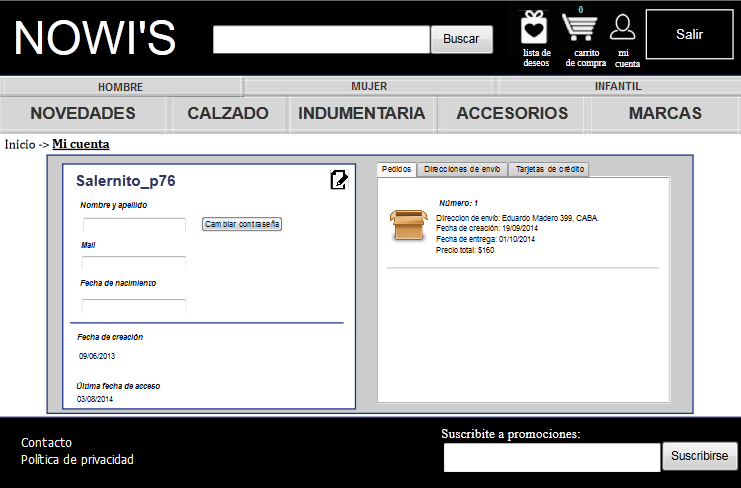 NOWI'S
Buscar
lista de
deseos
0
carrito
de compra
mi
cuenta
Salir
HOMBRE
MUJER
INFANTIL
NOVEDADES
CALZADO
INDUMENTARIA
ACCESORIOS
MARCAS
Inicio -> Mi cuenta
Salernito_p76
Nombre y apellido
Cambiar contraseña
Mail
Fecha de nacimiento
Fecha de creación
09/06/2013
Última fecha de acceso
03/08/2014
Pedidos
Direcciones de envío
Tarjetas de crédito
Número: 1
Direccion de envío: Eduardo Madero 399, CABA.
Fecha de creación: 19/09/2014
Fecha de entrega: 01/10/2014
Precio total: $160
Contacto
Política de privacidad
Suscribite a promociones:
Suscribirse